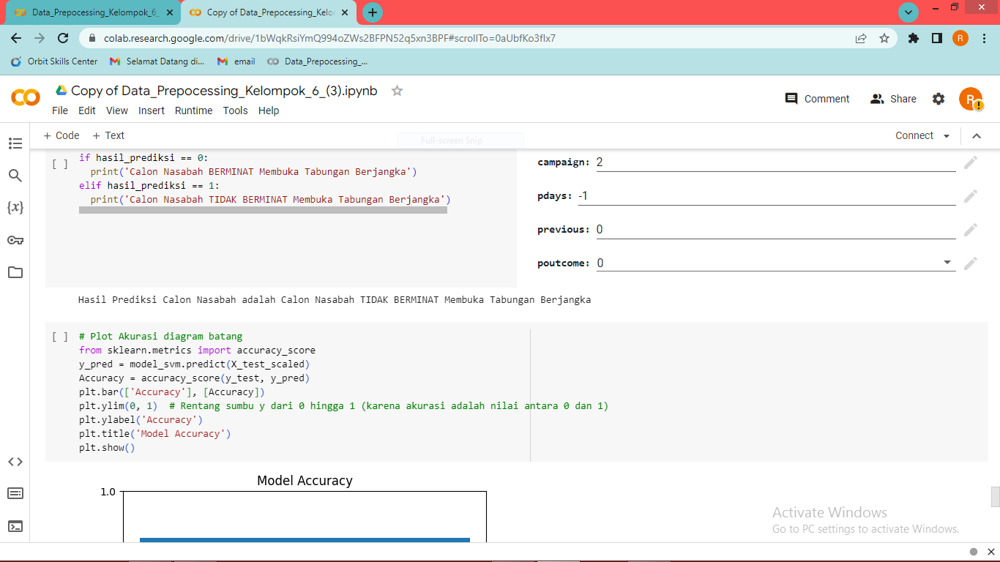 Data_Prepocessing_Kelompok_6_
Copy of Data_Prepocessing_Kelo
colab.research.google.com/drive/1bWqkRsiYmQ994oZWs2BFPN52q5xn3BPF#scrollTo=0aUbfKo3flx7
R
Orbit Skills Center
Selamat Datang di...
email
Data_Prepocessing_...
Copy of Data_Prepocessing_Kelompok_6_(3).ipynb
File Edit View Insert Runtime Tools Help
Comment
Share
R
+ Code + Text
Full-screen Snip
Connect
[ ]
if hasil_prediksi == 0:
print('Calon Nasabah BERMINAT Membuka Tabungan Berjangka')
elif hasil_prediksi == 1:
print('Calon Nasabah TIDAK BERMINAT Membuka Tabungan Berjangka')
campaign: 2
pdays: -1
previous: 0
poutcome: 0
Hasil Prediksi Calon Nasabah adalah Calon Nasabah TIDAK BERMINAT Membuka Tabungan Berjangka
[ ] # Plot Akurasi diagram batang
from sklearn.metrics import accuracy_score
y_pred = model_svm.predict(X_test_scaled)
Accuracy = accuracy_score(y_test, y_pred)
plt.bar(['Accuracy'], [Accuracy])
plt.ylim(0, 1)  # Rentang sumbu y dari 0 hingga 1 (karena akurasi adalah nilai antara 0 dan 1)
plt.ylabel('Accuracy')
plt.title('Model Accuracy')
plt.show()
Model Accuracy
1.0
Activate Windows
Go to PC settings to activate Windows.